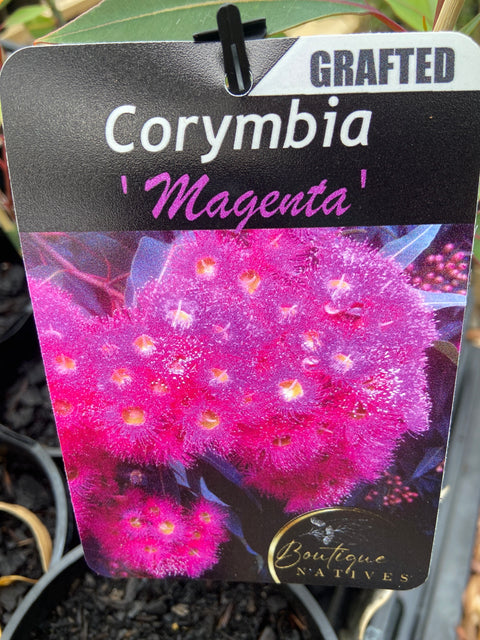 GRAFTED
Corymbia
'Magenta'
Boutique
NATIVES